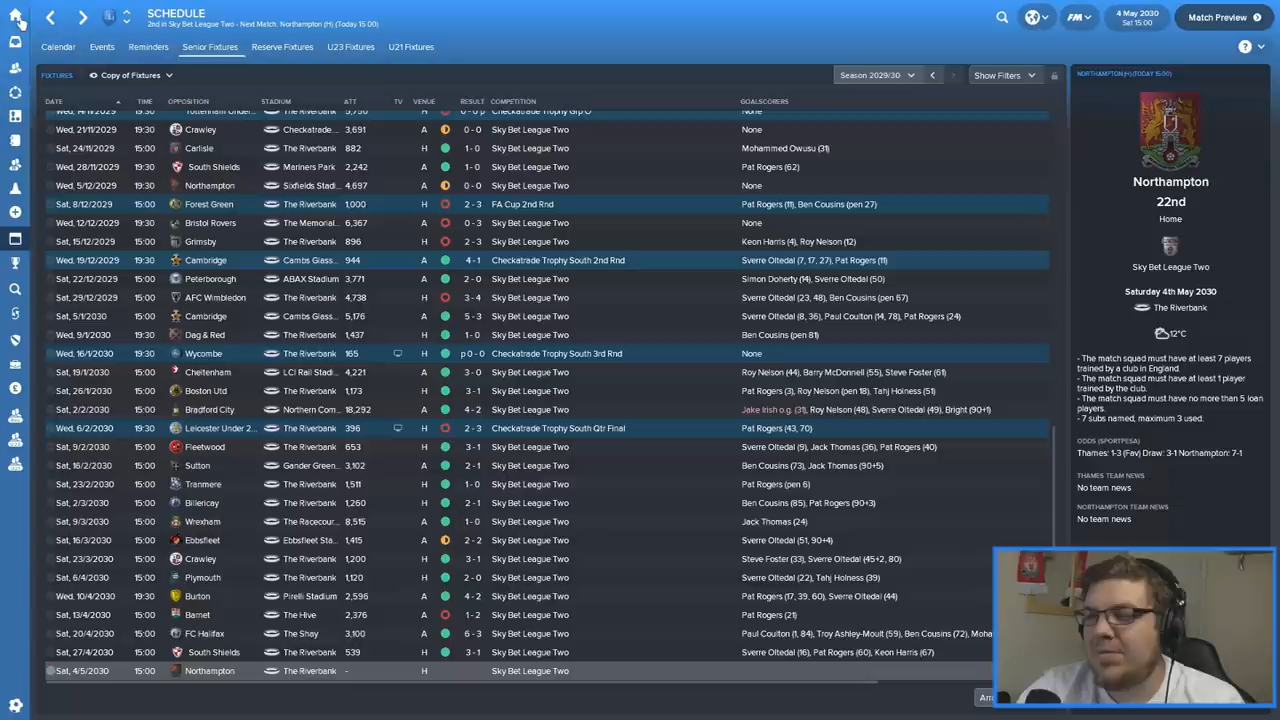 SCHEDULE
2nd in Sky Bet League Two - Next Match: Northampton (H) (Today 15:00)
FM
4 May 2030
Sat 15:00
Match Preview
Calendar Events Reminders Senior Fixtures Reserve Fixtures U23 Fixtures U21 Fixtures
?
FIXTURES Copy of Fixtures Season 2029/30 Show Filters
DATE TIME OPPOSITION STADIUM ATT TV VENUE RESULT COMPETITION GOALSCORERS
Wed, 21/11/2029 19:30 Crawley Checkatrade... 3,691 A 0 - 0 Sky Bet League Two None
Sat, 24/11/2029 15:00 Carlisle The Riverbank 882 H 1 - 0 Sky Bet League Two Mohammed Owusu (31)
Wed, 28/11/2029 19:30 South Shields Mariners Park 2,242 A 1 - 0 Sky Bet League Two Pat Rogers (62)
Wed, 5/12/2029 19:30 Northampton Sixfields Stadi... 4,697 A 0 - 0 Sky Bet League Two None
Sat, 8/12/2029 15:00 Forest Green The Riverbank 1,000 H 2 - 3 FA Cup 2nd Rnd Pat Rogers (11), Ben Cousins (pen 27)
Wed, 12/12/2029 19:30 Bristol Rovers The Memorial... 6,367 A 0 - 3 Sky Bet League Two None
Sat, 15/12/2029 15:00 Grimsby The Riverbank 896 H 2 - 3 Sky Bet League Two Keon Harris (4), Roy Nelson (12)
Wed, 19/12/2029 19:30 Cambridge Cambs Glass... 944 A 4 - 1 Checkatrade Trophy South 2nd Rnd Sverre Oltedal (7, 17, 27), Pat Rogers (11)
Sat, 22/12/2029 15:00 Peterborough ABAX Stadium 3,771 A 2 - 0 Sky Bet League Two Simon Doherty (14), Sverre Oltedal (50)
Sat, 29/12/2029 15:00 AFC Wimbledon The Riverbank 4,738 H 3 - 4 Sky Bet League Two Sverre Oltedal (23, 48), Ben Cousins (pen 67)
Sat, 5/1/2030 15:00 Cambridge Cambs Glass... 5,176 A 5 - 3 Sky Bet League Two Sverre Oltedal (8, 36), Paul Coulton (14, 78), Pat Rogers (24)
Wed, 9/1/2030 19:30 Dag & Red The Riverbank 1,437 H 1 - 0 Sky Bet League Two Ben Cousins (pen 81)
Wed, 16/1/2030 19:30 Wycombe The Riverbank 165 H p 0 - 0 Checkatrade Trophy South 3rd Rnd None
Sat, 19/1/2030 15:00 Cheltenham LCI Rail Stadi... 4,221 A 3 - 0 Sky Bet League Two Roy Nelson (44), Barry McDonnell (55), Steve Foster (61)
Sat, 26/1/2030 15:00 Boston Utd The Riverbank 1,173 H 3 - 1 Sky Bet League Two Pat Rogers (3), Roy Nelson (pen 18), Tahj Holness (51)
Sat, 2/2/2030 15:00 Bradford City Northern Com... 18,292 A 4 - 2 Sky Bet League Two Jake Irish o.g. (31), Roy Nelson (48), Sverre Oltedal (49), Bright (90+1)
Wed, 6/2/2030 19:30 Leicester Under 2... The Riverbank 396 H 2 - 3 Checkatrade Trophy South Qtr Final Pat Rogers (43, 70)
Sat, 9/2/2030 15:00 Fleetwood The Riverbank 653 H 3 - 1 Sky Bet League Two Sverre Oltedal (9), Jack Thomas (36), Pat Rogers (40)
Sat, 16/2/2030 15:00 Sutton Gander Green... 3,102 A 2 - 1 Sky Bet League Two Ben Cousins (73), Jack Thomas (90+5)
Sat, 23/2/2030 15:00 Tranmere The Riverbank 1,511 H 1 - 0 Sky Bet League Two Pat Rogers (pen 6)
Sat, 2/3/2030 15:00 Billericay The Riverbank 1,260 H 2 - 1 Sky Bet League Two Ben Cousins (85), Pat Rogers (90+3)
Sat, 9/3/2030 15:00 Wrexham The Racecour... 8,515 A 1 - 0 Sky Bet League Two Jack Thomas (24)
Sat, 16/3/2030 15:00 Ebbsfleet Ebbsfleet Sta... 1,415 A 2 - 2 Sky Bet League Two Sverre Oltedal (51, 90+4)
Sat, 23/3/2030 15:00 Crawley The Riverbank 1,200 H 3 - 1 Sky Bet League Two Steve Foster (33), Sverre Oltedal (45+2, 80)
Sat, 6/4/2030 15:00 Plymouth The Riverbank 1,120 H 2 - 0 Sky Bet League Two Sverre Oltedal (22), Tahj Holness (39)
Wed, 10/4/2030 19:30 Burton Pirelli Stadium 2,596 A 4 - 2 Sky Bet League Two Pat Rogers (17, 39, 60), Sverre Oltedal (44)
Sat, 13/4/2030 15:00 Barnet The Hive 2,376 A 1 - 2 Sky Bet League Two Pat Rogers (21)
Sat, 20/4/2030 15:00 FC Halifax The Shay 3,100 A 6 - 3 Sky Bet League Two Paul Coulton (1, 84), Troy Ashley-Moult (59), Ben Cousins (72), Moha
Sat, 27/4/2030 15:00 South Shields The Riverbank 539 H 3 - 1 Sky Bet League Two Sverre Oltedal (16), Pat Rogers (60), Keon Harris (67)
Sat, 4/5/2030 15:00 Northampton The Riverbank - H Sky Bet League Two
NORTHAMPTON (H) (TODAY 15:00)
Northampton
22nd
Home
Sky Bet League Two
Saturday 4th May 2030
The Riverbank
12°C
- The match squad must have at least 7 players
trained by a club in England.
- The match squad must have at least 1 player
trained by the club.
- The match squad must have no more than 5 loan
players.
- 7 subs named, maximum 3 used.
ODDS (SPORTPESA)
Thames: 1-3 (Fav) Draw: 3-1 Northampton: 7-1
THAMES TEAM NEWS
No team news
NORTHAMPTON TEAM NEWS
No team news